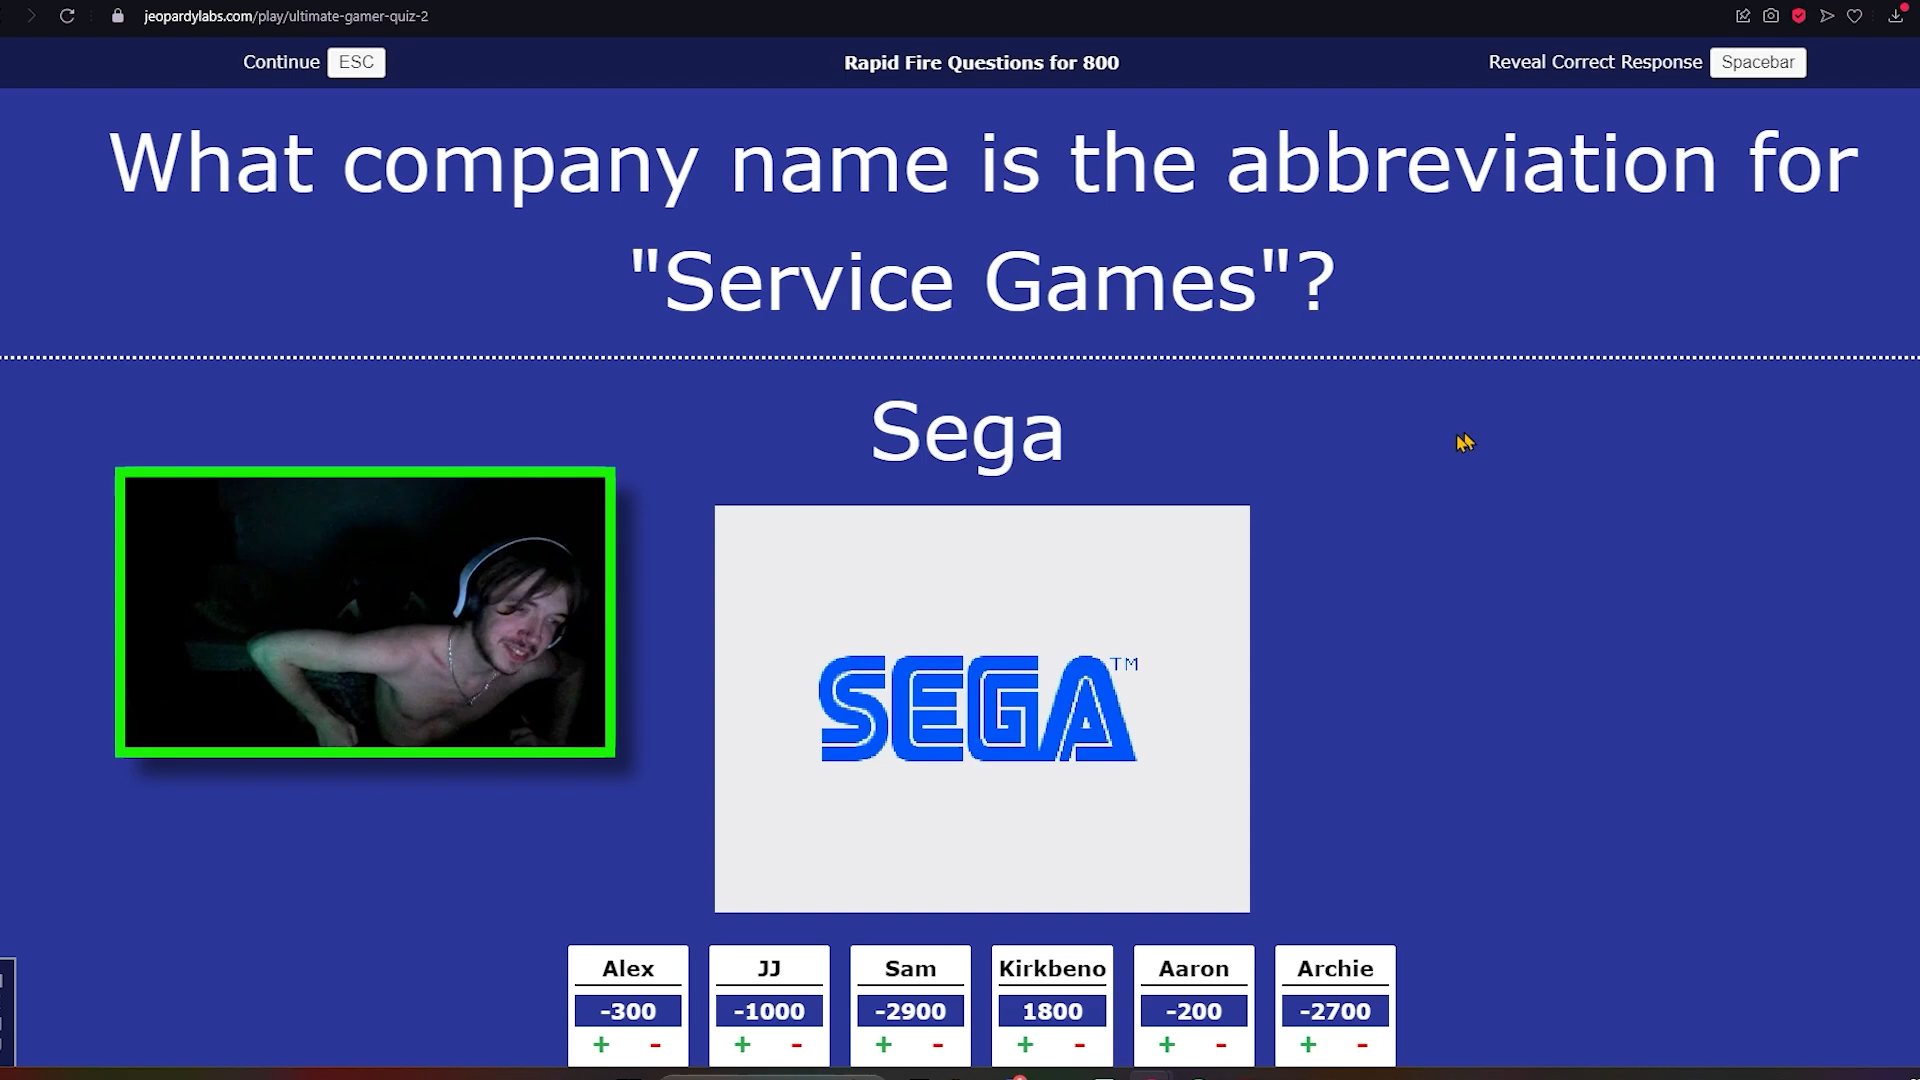 jeopardylabs.com/play/ultimate-gamer-quiz-2
Continue ESC
Rapid Fire Questions for 800
Reveal Correct Response Spacebar
What company name is the abbreviation for
"Service Games"?
Sega
SEGA™
Alex JJ Sam Kirkbeno Aaron Archie
-300 -1000 -2900 1800 -200 -2700
+ - + - + - + - + - + -